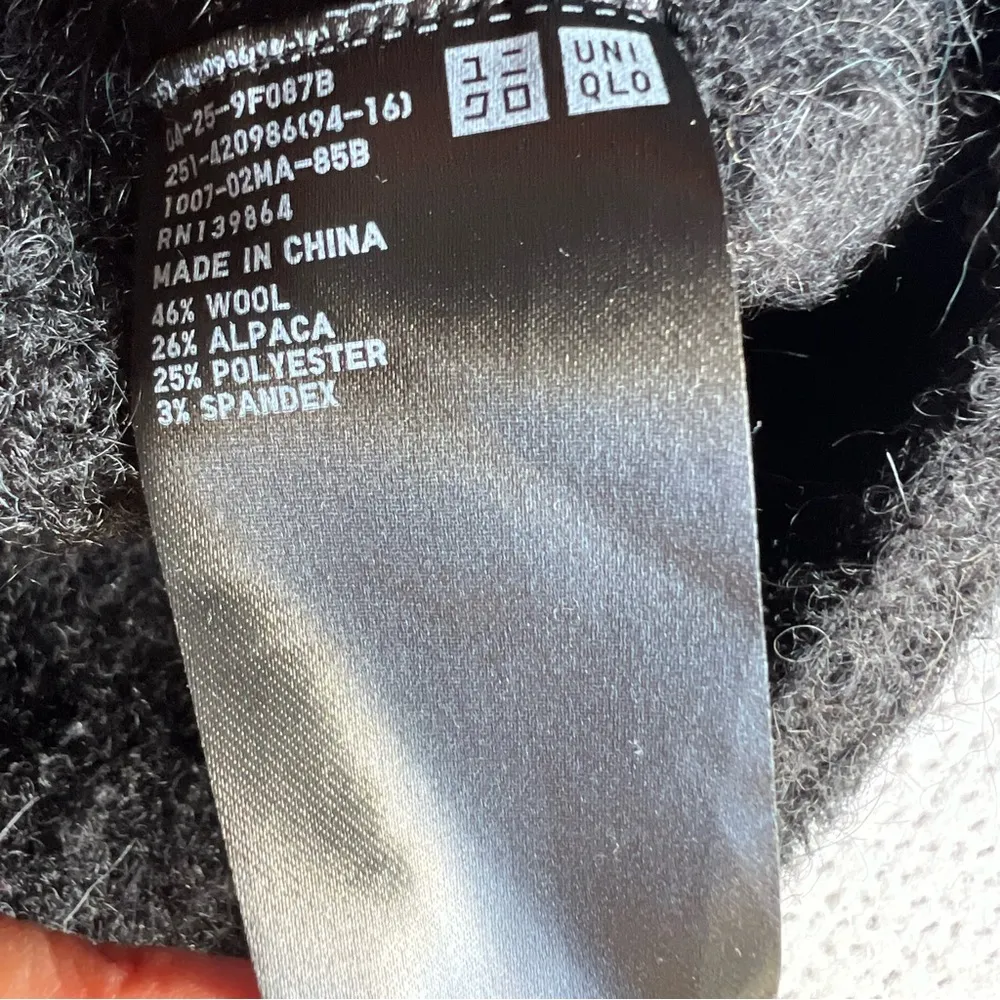 ユニ
クロ
UNI
QLO
04-25-9F087B
251-420986(94-16)
1007-02MA-85B
RN139864
MADE IN CHINA
46% WOOL
26% ALPACA
25% POLYESTER
3% SPANDEX